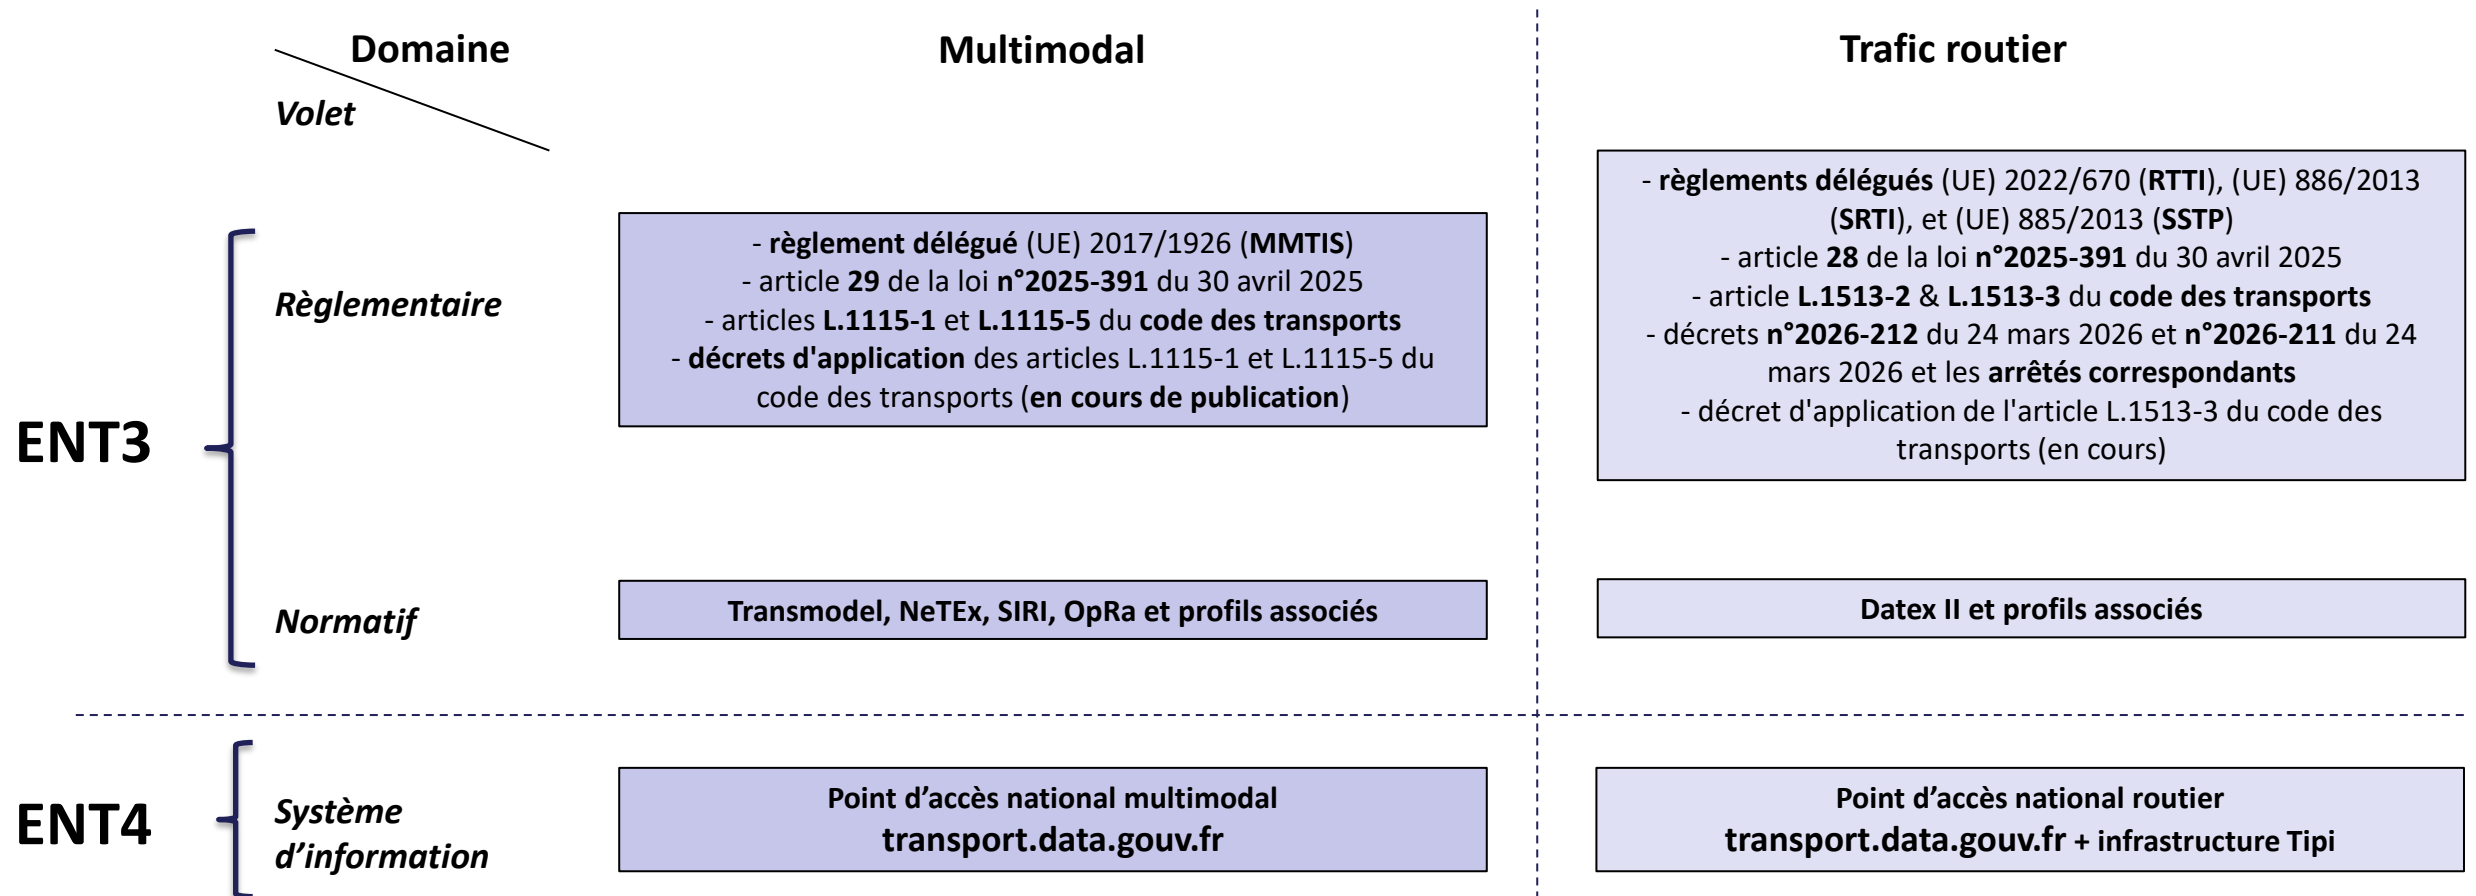 Domaine
Volet
Multimodal
Trafic routier
ENT3
Règlementaire
- règlement délégué (UE) 2017/1926 (MMTIS)
- article 29 de la loi n°2025-391 du 30 avril 2025
- articles L.1115-1 et L.1115-5 du code des transports
- décrets d'application des articles L.1115-1 et L.1115-5 du
code des transports (en cours de publication)
- règlements délégués (UE) 2022/670 (RTTI), (UE) 886/2013
(SRTI), et (UE) 885/2013 (SSTP)
- article 28 de la loi n°2025-391 du 30 avril 2025
- article L.1513-2 & L.1513-3 du code des transports
- décrets n°2026-212 du 24 mars 2026 et n°2026-211 du 24
mars 2026 et les arrêtés correspondants
- décret d'application de l'article L.1513-3 du code des
transports (en cours)
Normatif
Transmodel, NeTEx, SIRI, OpRa et profils associés
Datex II et profils associés
ENT4
Système
d’information
Point d’accès national multimodal
transport.data.gouv.fr
Point d’accès national routier
transport.data.gouv.fr + infrastructure Tipi